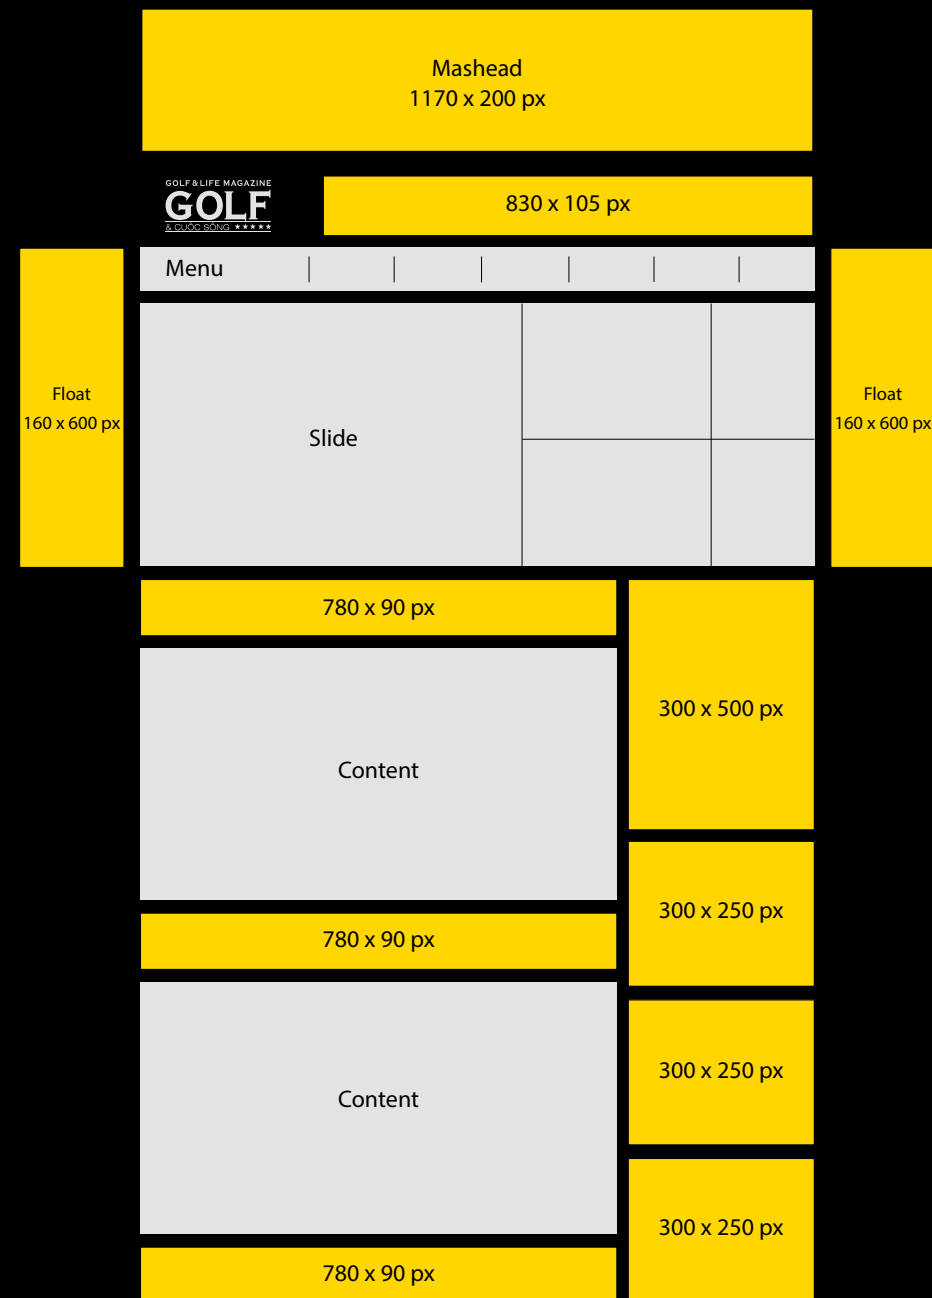 Mashead
1170 x 200 px
GOLF & LIFE MAGAZINE
GOLF
& CUỘC SỐNG ★★★★★
830 x 105 px
Menu
Float
160 x 600 px
Slide
Float
160 x 600 px
780 x 90 px
300 x 500 px
Content
300 x 250 px
780 x 90 px
300 x 250 px
Content
300 x 250 px
780 x 90 px